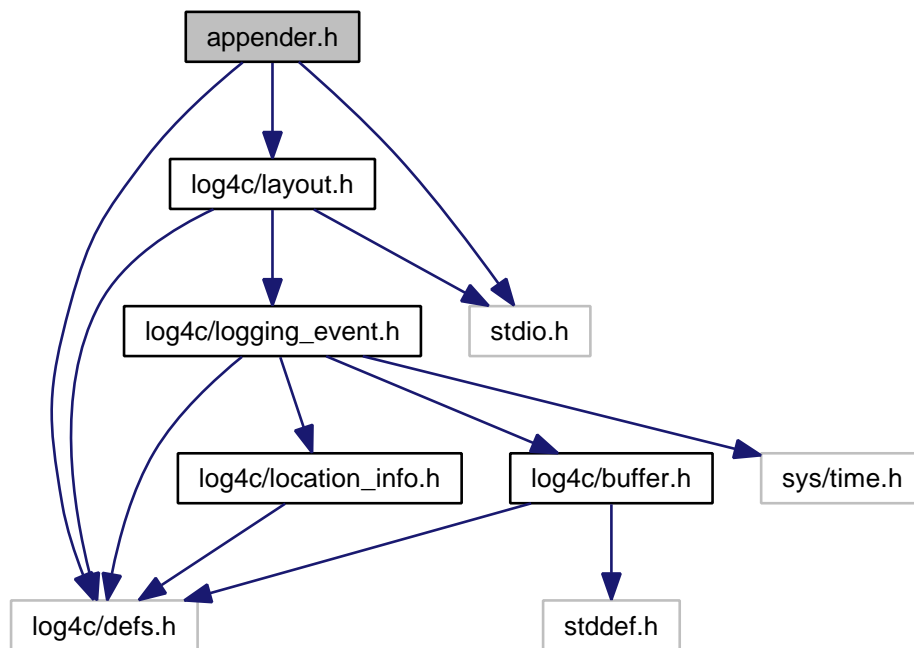 appender.h
log4c/layout.h
log4c/logging_event.h
stdio.h
log4c/location_info.h
log4c/buffer.h
sys/time.h
log4c/defs.h
stddef.h